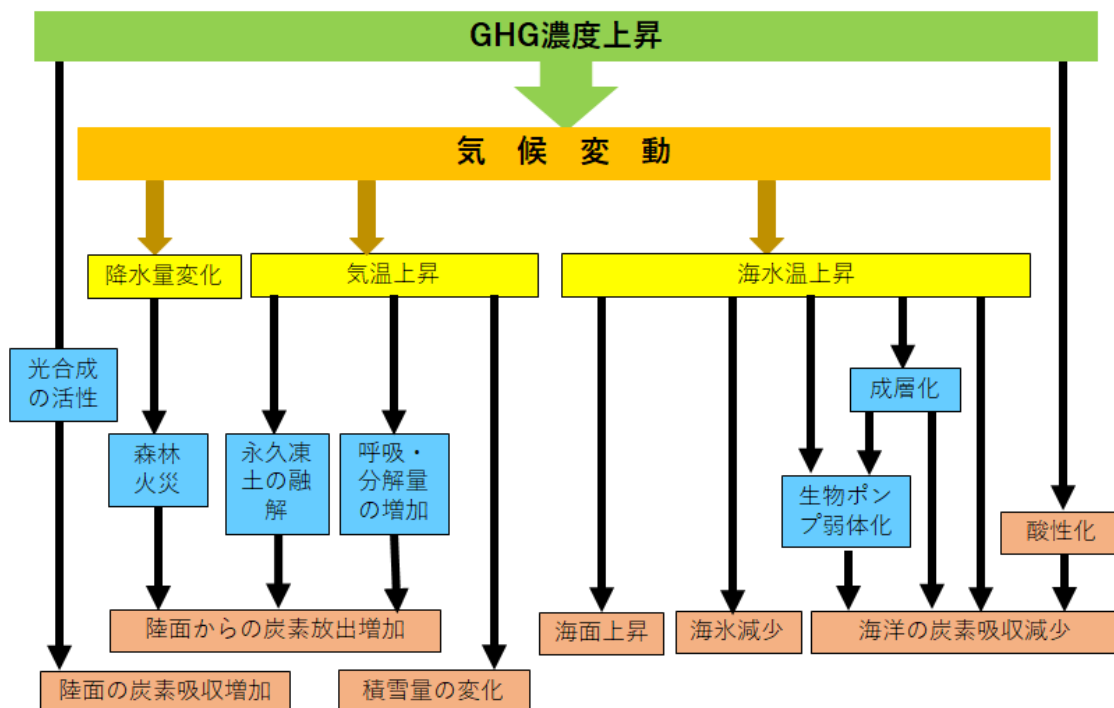 GHG濃度上昇
気 候 変 動
降水量変化
気温上昇
海水温上昇
光合成
の活性
成層化
森林
火災
永久凍
土の融
解
呼吸・
分解量
の増加
生物ポン
プ弱体化
酸性化
陸面からの炭素放出増加
海面上昇
海氷減少
海洋の炭素吸収減少
陸面の炭素吸収増加
積雪量の変化